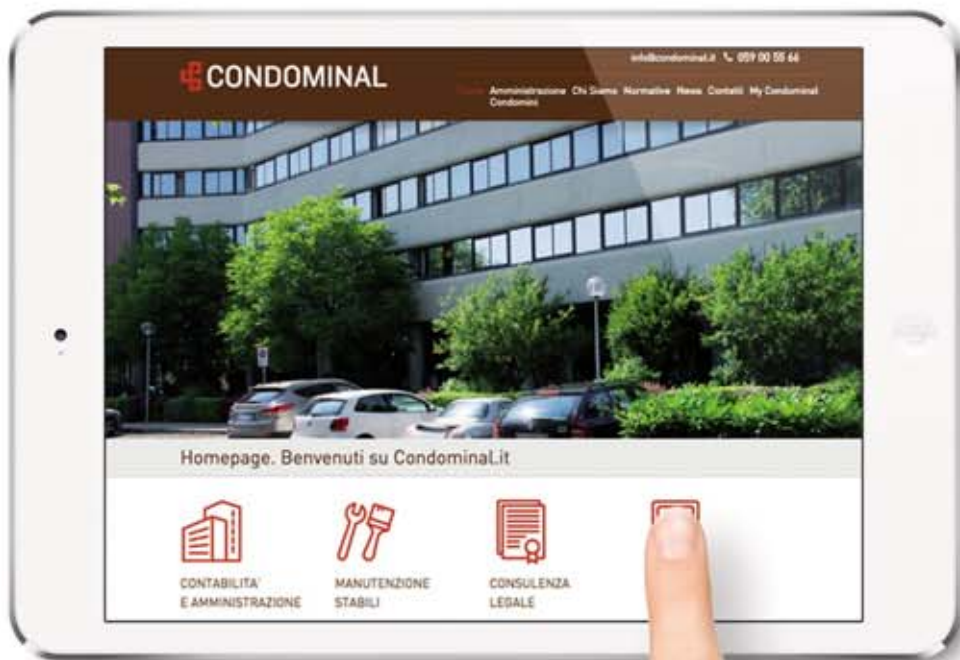 CONDOMINAL
info@condominal.it 059 00 55 66
Amministrazione Chi Siamo Normative News Contatti My Condominal
Condomini
Homepage. Benvenuti su Condominal.it
CONTABILITA'
E AMMINISTRAZIONE
MANUTENZIONE
STABILI
CONSULENZA
LEGALE